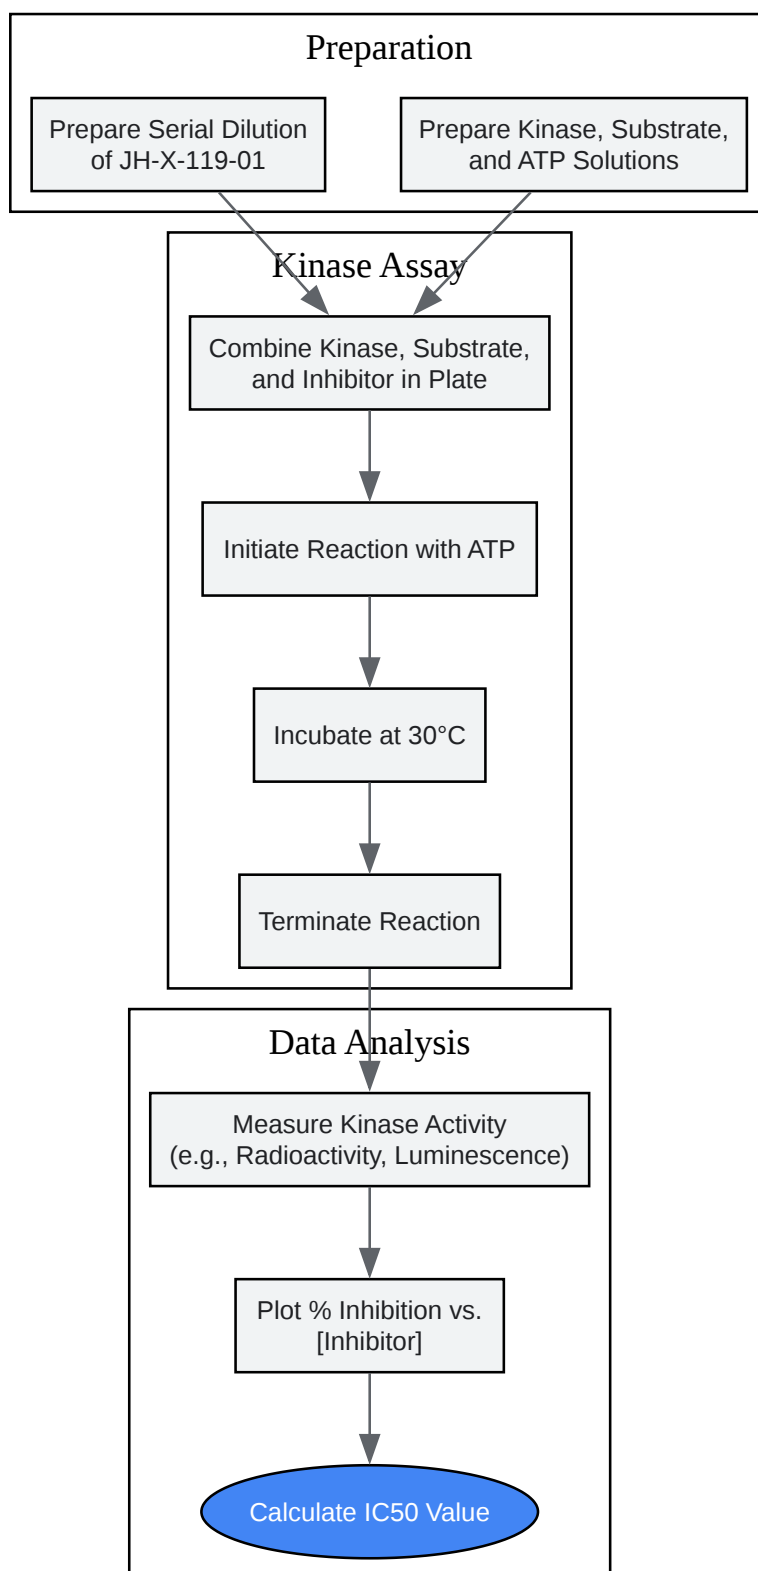 Preparation
Prepare Serial Dilution
of JH-X-119-01
Prepare Kinase, Substrate,
and ATP Solutions
Kinase Assay
Combine Kinase, Substrate,
and Inhibitor in Plate
Initiate Reaction with ATP
Incubate at 30°C
Terminate Reaction
Data Analysis
Measure Kinase Activity
(e.g., Radioactivity, Luminescence)
Plot % Inhibition vs.
[Inhibitor]
Calculate IC50 Value